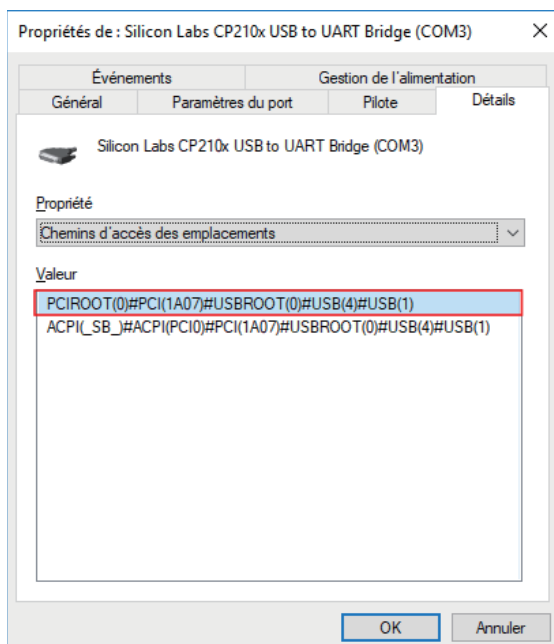 Propriétés de : Silicon Labs CP210x USB to UART Bridge (COM3)
Événements
Gestion de l'alimentation
Général
Paramètres du port
Pilote
Détails
Silicon Labs CP210x USB to UART Bridge (COM3)
Propriété
Chemins d'accès des emplacements
Valeur
PCIROOT(0)#PCI(1A07)#USBROOT(0)#USB(4)#USB(1)
ACPI(_SB_)#ACPI(PCI0)#PCI(1A07)#USBROOT(0)#USB(4)#USB(1)
OK
Annuler